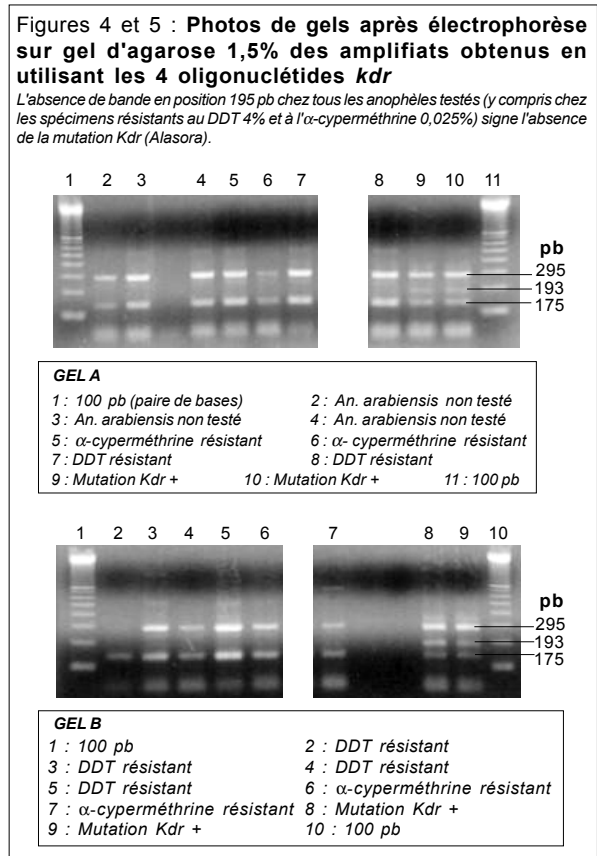 Figures 4 et 5 : Photos de gels après électrophorèse
sur gel d'agarose 1,5% des amplifiats obtenus en
utilisant les 4 oligonuclétides kdr
L'absence de bande en position 195 pb chez tous les anophèles testés (y compris chez
les spécimens résistants au DDT 4% et à l'α-cyperméthrine 0,025%) signe l'absence
de la mutation Kdr (Alasora).
1 2 3 4 5 6 7 8 9 10 11
pb
295
193
175
GEL A
1 : 100 pb (paire de bases) 2 : An. arabiensis non testé
3 : An. arabiensis non testé 4 : An. arabiensis non testé
5 : α-cyperméthrine résistant 6 : α- cyperméthrine résistant
7 : DDT résistant 8 : DDT résistant
9 : Mutation Kdr + 10 : Mutation Kdr + 11 : 100 pb
1 2 3 4 5 6 7 8 9 10
pb
295
193
175
GEL B
1 : 100 pb 2 : DDT résistant
3 : DDT résistant 4 : DDT résistant
5 : DDT résistant 6 : α-cyperméthrine résistant
7 : α-cyperméthrine résistant 8 : Mutation Kdr +
9 : Mutation Kdr + 10 : 100 pb